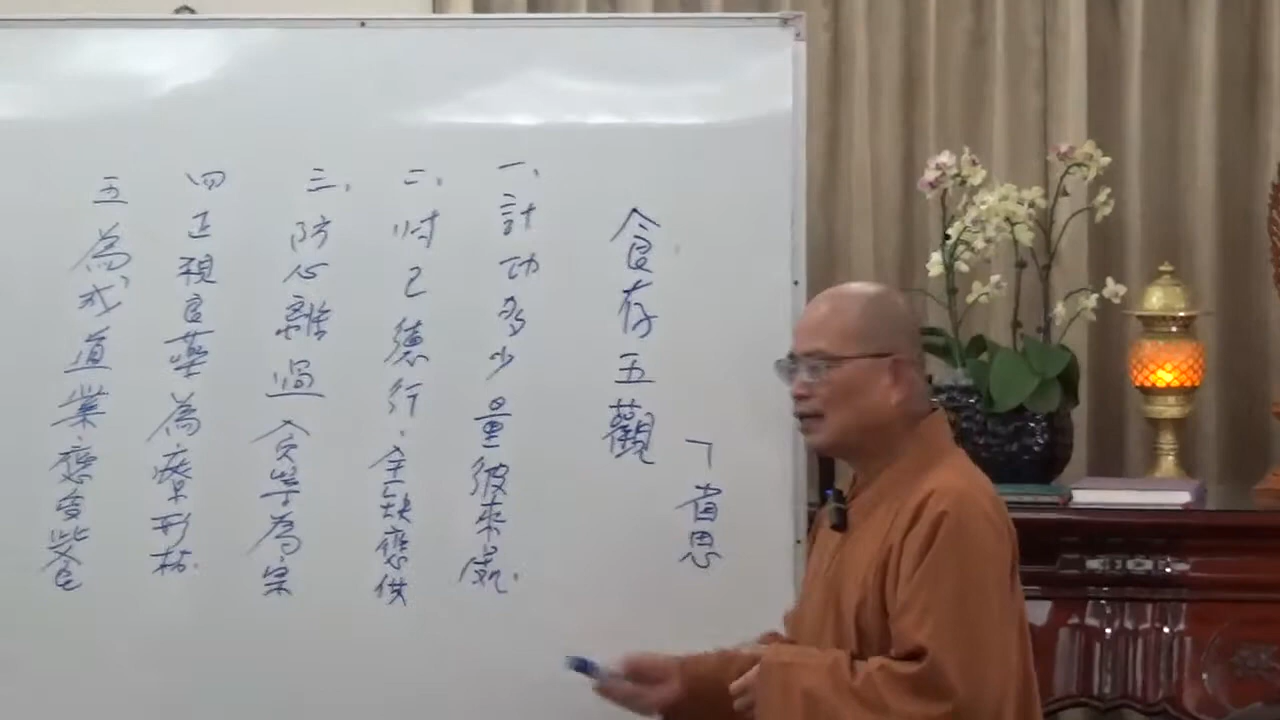 省思
食存五觀
一、計功多少量彼來處.
二.忖己德行.全缺應供
三.防心離過貪等為宗
四正視良藥為療形枯.
五為成道業應受此食